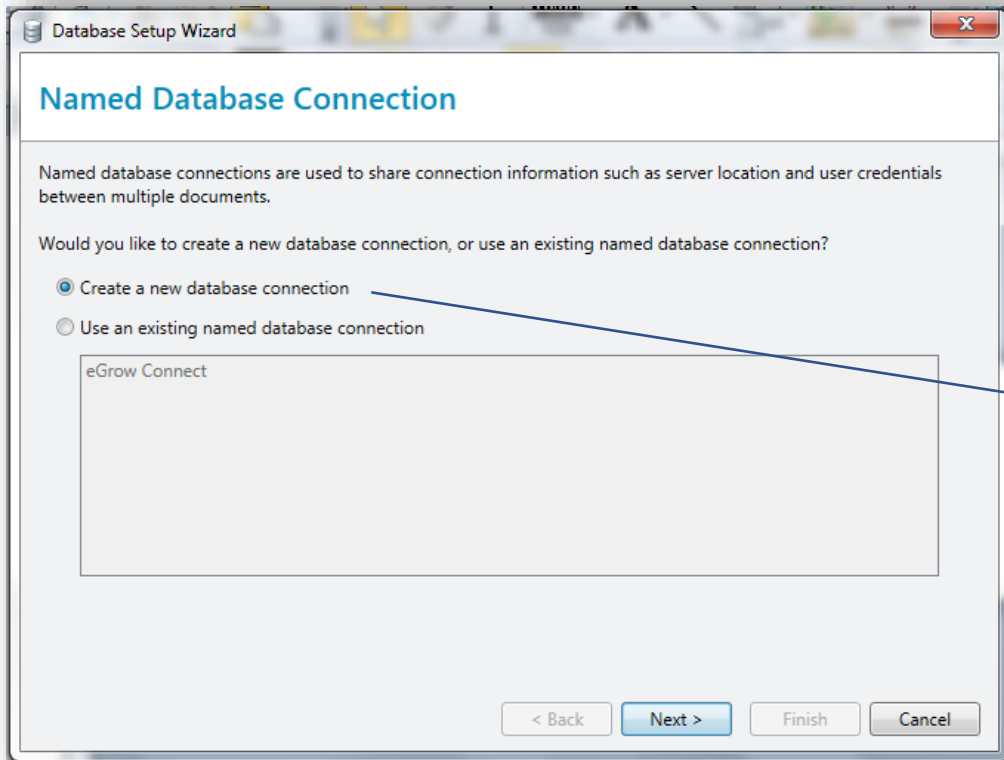 Database Setup Wizard
Named Database Connection
Named database connections are used to share connection information such as server location and user credentials
between multiple documents.
Would you like to create a new database connection, or use an existing named database connection?
Create a new database connection
Use an existing named database connection
eGrow Connect
< Back Next > Finish Cancel